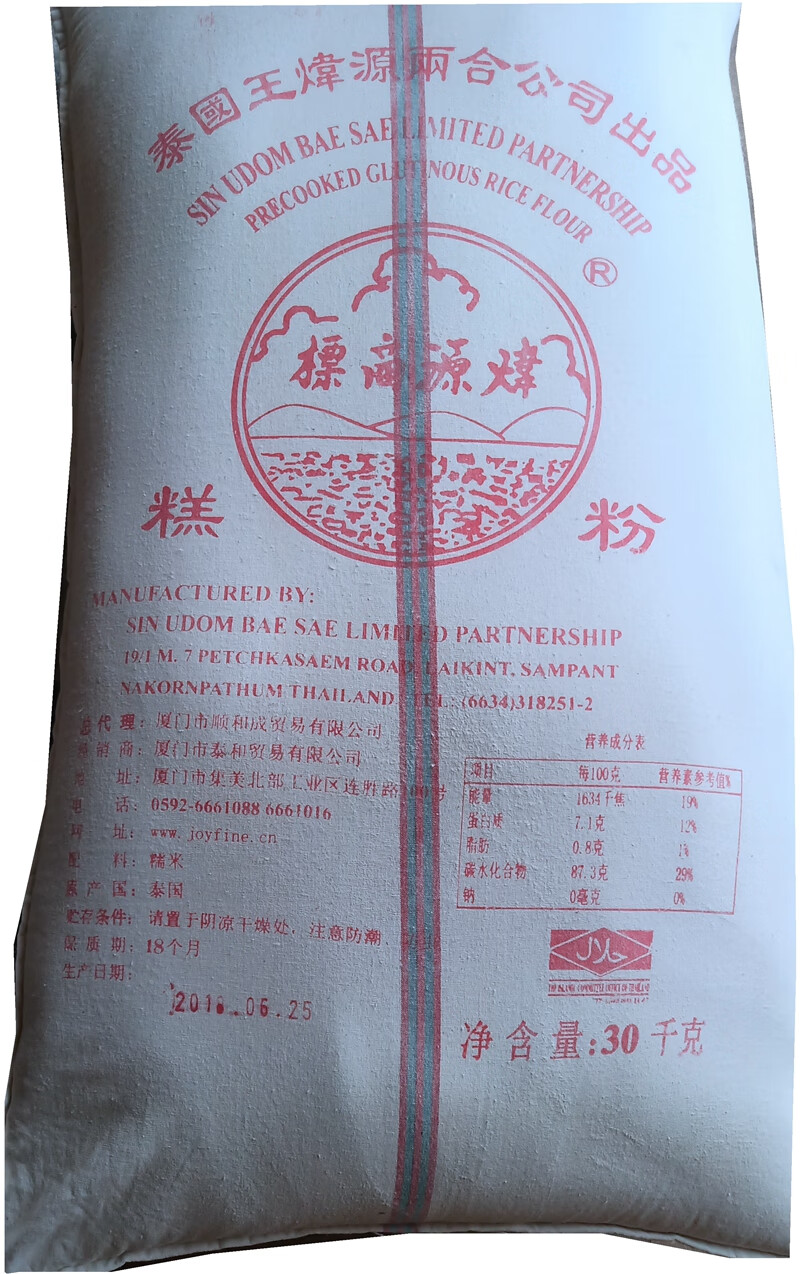 泰國王煒源兩合公司出品
SIN UDOM BAE SAE LIMITED PARTNERSHIP
PRECOOKED GLUTINOUS RICE FLOUR
®
標商源煒
糕 粉
MANUFACTURED BY:
SIN UDOM BAE SAE LIMITED PARTNERSHIP
19/1 M. 7 PETCHKASAEM ROAD, LAIKINT, SAMPANT
NAKORNPATHUM THAILAND. TEL: (6634)318251-2
总代理: 厦门市顺和成贸易有限公司
经销商: 厦门市泰和贸易有限公司
地 址: 厦门市集美北部工业区连胜路100号
电 话: 0592-6661088 6661016
网 址: www.joyfine.cn
配 料: 糯米
原产国: 泰国
贮存条件: 请置于阴凉干燥处, 注意防潮、
保质期: 18个月
生产日期:
2018.06.25
营养成分表
项目 每100克 营养素参考值%
能量 1634千焦 19%
蛋白质 7.1克 12%
脂肪 0.8克 1%
碳水化合物 87.3克 29%
钠 0毫克 0%
THE ISLAMIC COMMITTEE OFFICE OF THAILAND
净含量:30千克